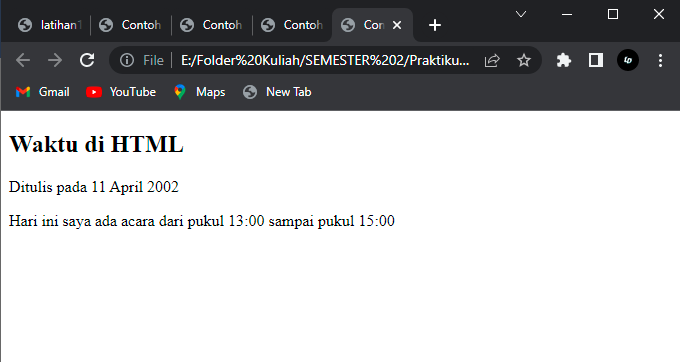 latihan1
Contoh
Contoh
Contoh
Con
File
E:/Folder%20Kuliah/SEMESTER%202/Praktiku...
Gmail
YouTube
Maps
New Tab
Waktu di HTML
Ditulis pada 11 April 2002
Hari ini saya ada acara dari pukul 13:00 sampai pukul 15:00